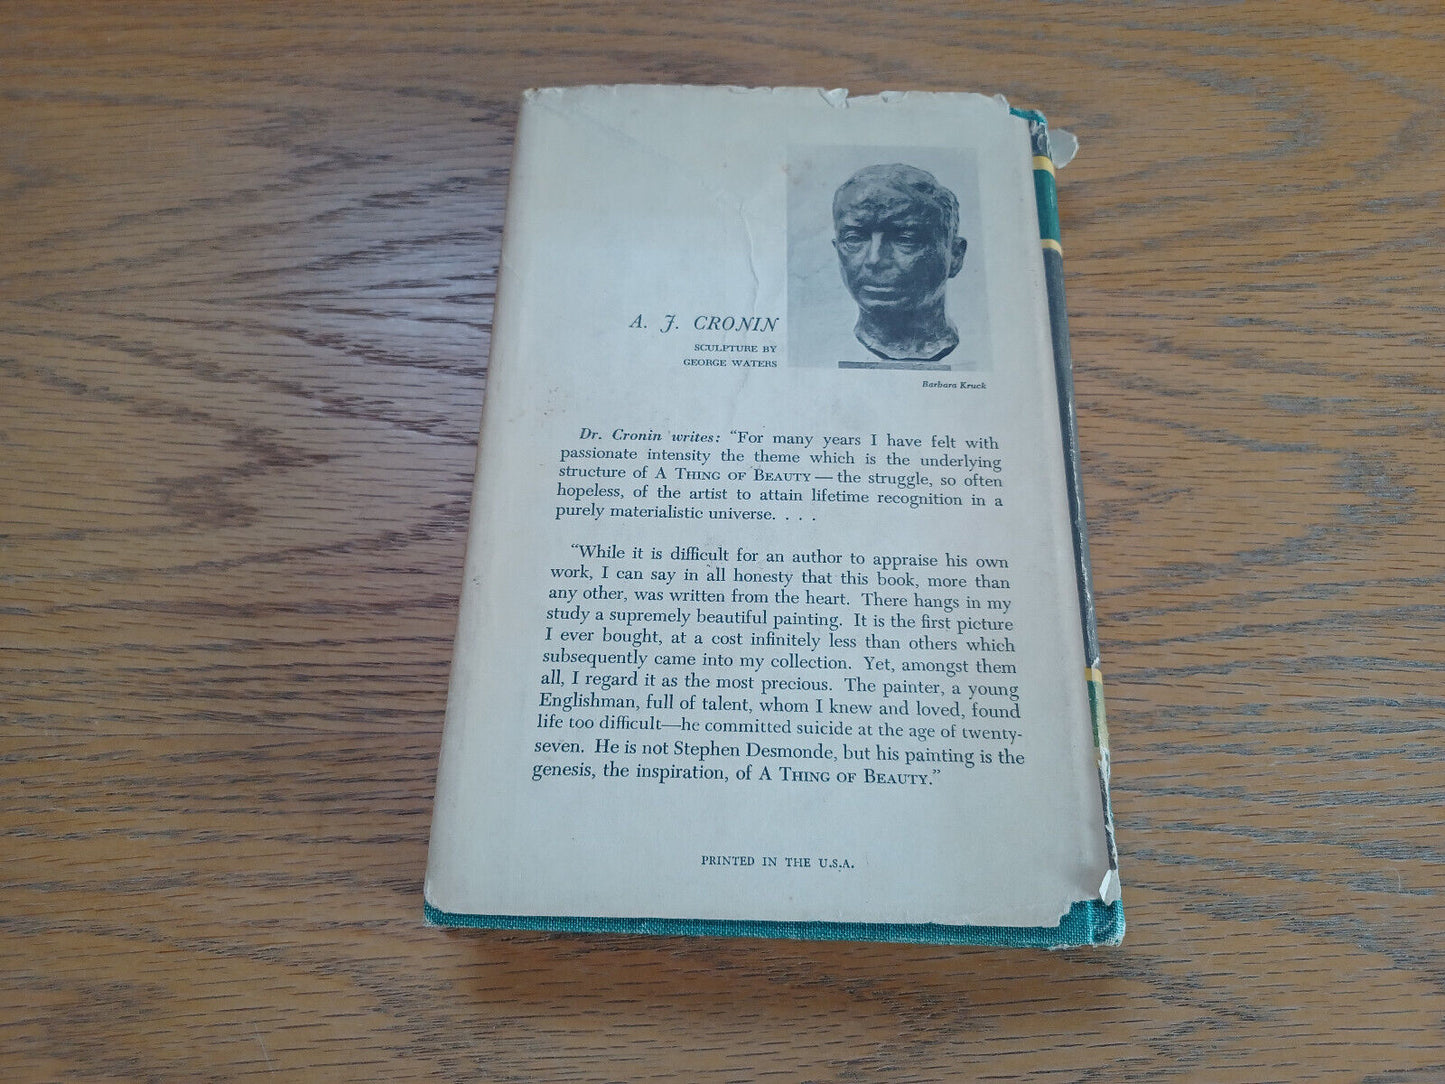 A. J. CRONIN
SCULPTURE BY
GEORGE WATERS
Barbara Kruck
Dr. Cronin writes: "For many years I have felt with
passionate intensity the theme which is the underlying
structure of A THING OF BEAUTY—the struggle, so often
hopeless, of the artist to attain lifetime recognition in a
purely materialistic universe. . . .
"While it is difficult for an author to appraise his own
work, I can say in all honesty that this book, more than
any other, was written from the heart. There hangs in my
study a supremely beautiful painting. It is the first picture
I ever bought, at a cost infinitely less than others which
subsequently came into my collection. Yet, amongst them
all, I regard it as the most precious. The painter, a young
Englishman, full of talent, whom I knew and loved, found
life too difficult—he committed suicide at the age of twenty-
seven. He is not Stephen Desmonde, but his painting is the
genesis, the inspiration, of A THING OF BEAUTY."
PRINTED IN THE U.S.A.